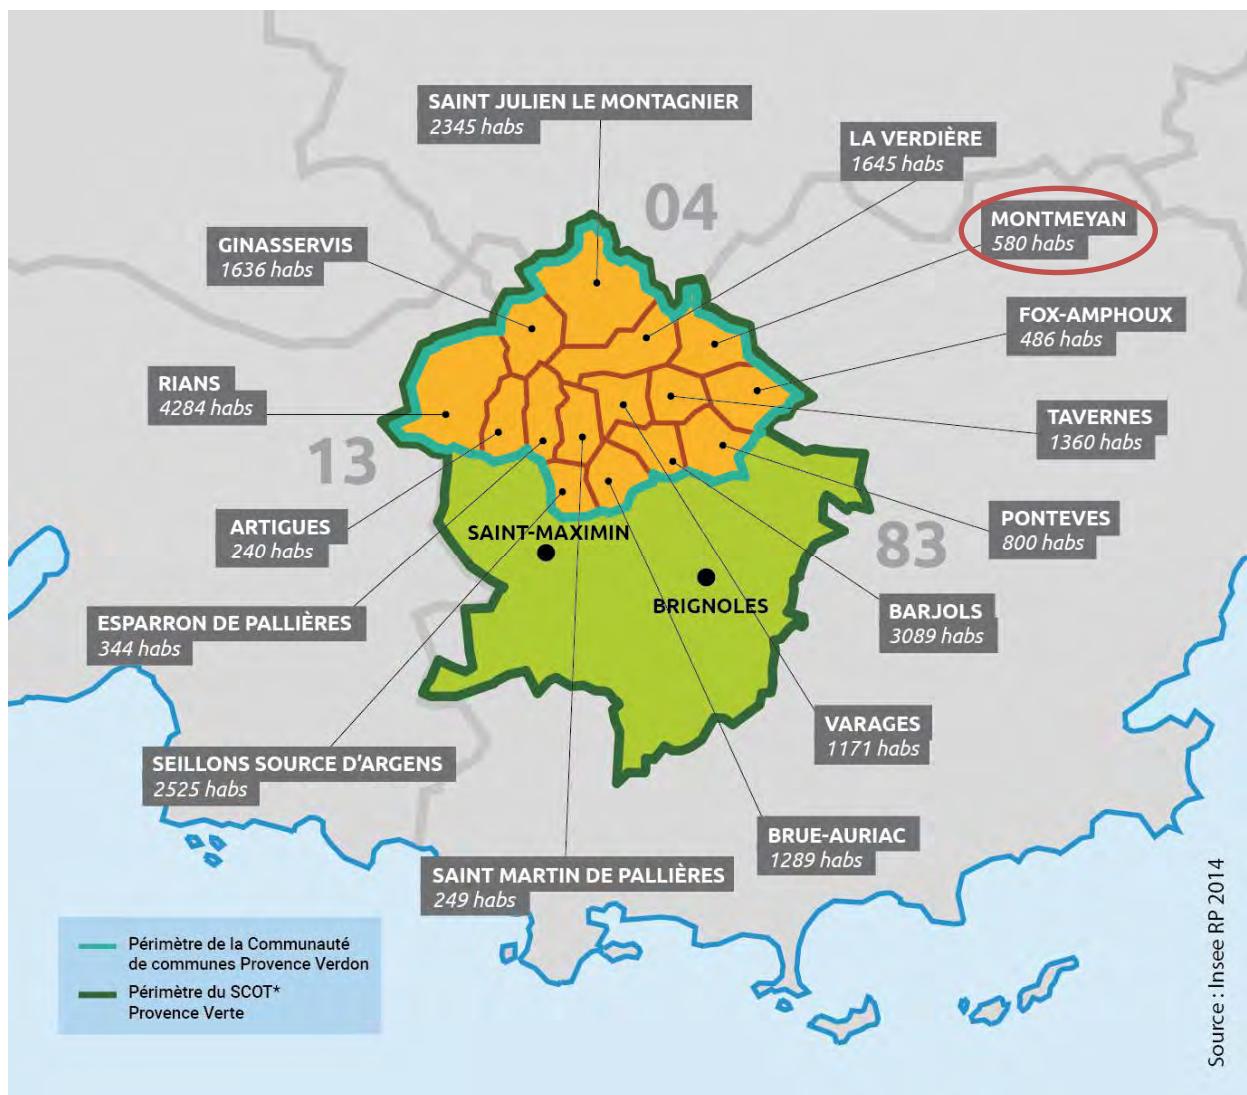 SAINT JULIEN LE MONTAGNIER
2345 habs
LA VERDIÈRE
1645 habs
04
MONTMEYAN
580 habs
GINASSERVIS
1636 habs
FOX-AMPHOUX
486 habs
RIANS
4284 habs
TAVERNES
1360 habs
13
ARTIGUES
240 habs
PONTEVES
800 habs
SAINT-MAXIMIN
83
BRIGNOLES
BARJOLS
3089 habs
ESPARRON DE PALLIÈRES
344 habs
VARAGES
1171 habs
SEILLONS SOURCE D'ARGENS
2525 habs
BRUE-AURIAC
1289 habs
SAINT MARTIN DE PALLIÈRES
249 habs
Périmètre de la Communauté
de communes Provence Verdon
Périmètre du SCOT*
Provence Verte
Source : Insee RP 2014